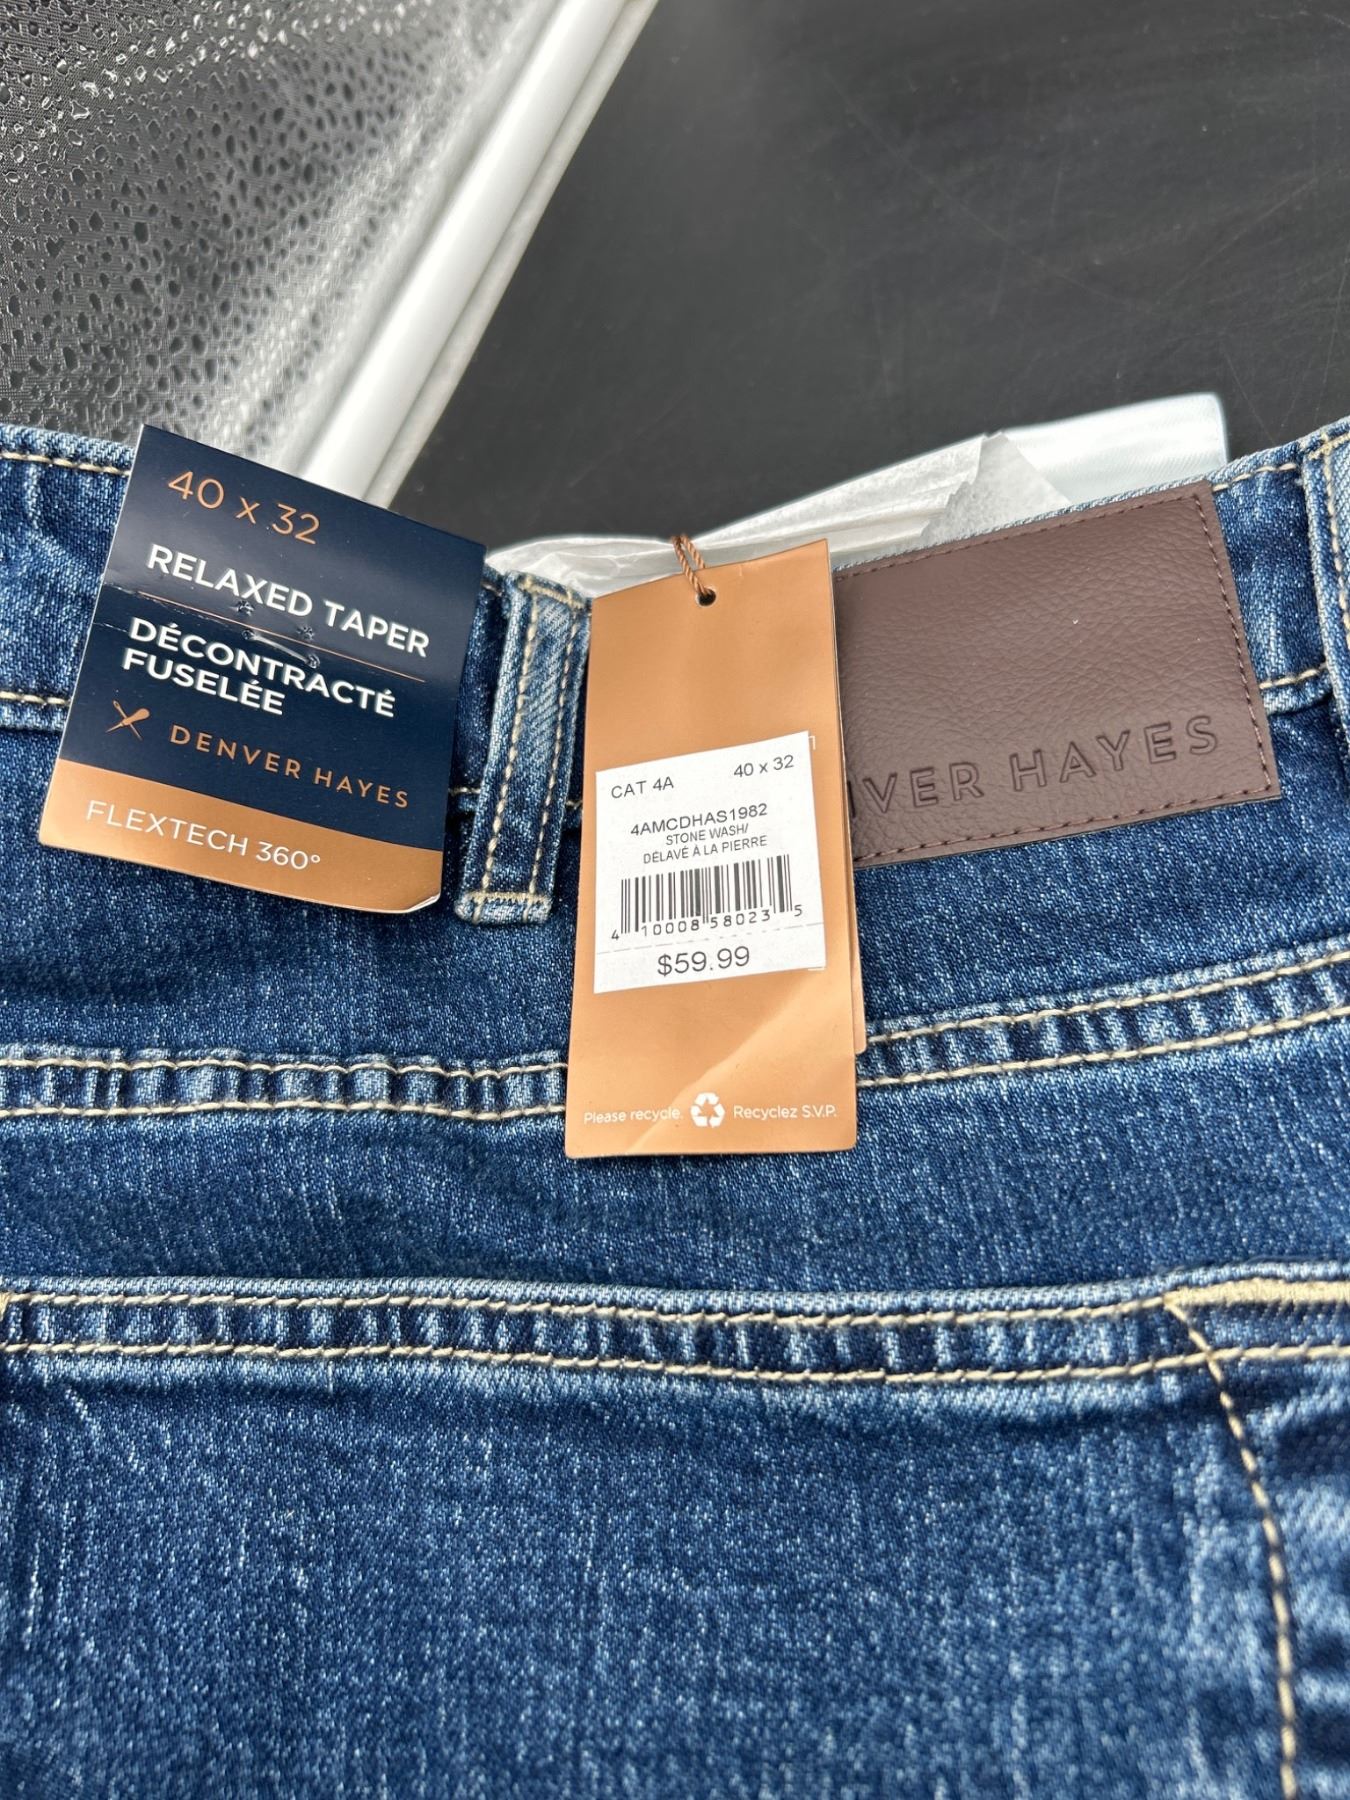 40 x 32
RELAXED TAPER
DÉCONTRACTÉ
FUSELÉE
DENVER HAYES
FLEXTECH 360°
CAT 4A 40 x 32
4AMCDHAS1982
STONE WASH/
DÉLAVÉ À LA PIERRE
4 10008 58023 5
$59.99
Please recycle. Recyclez S.V.P.
NVER HAYES